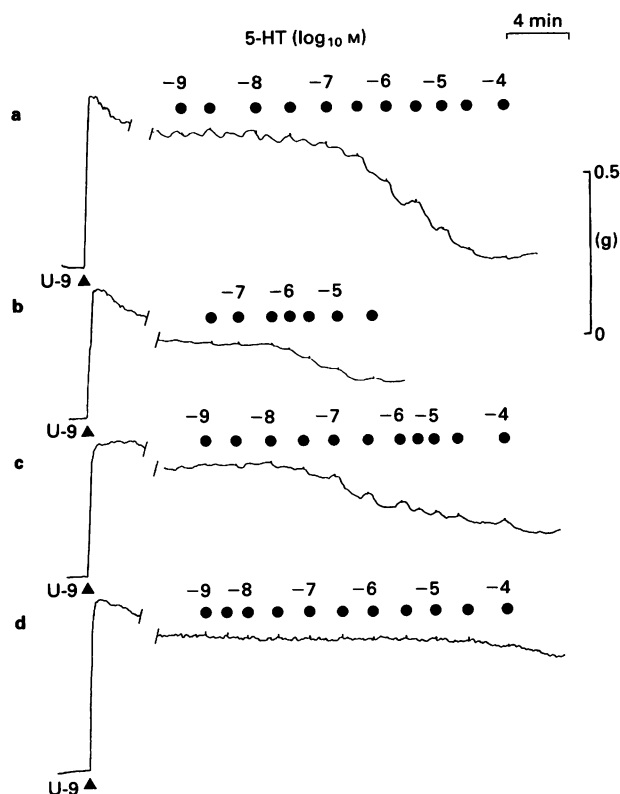 4 min
5-HT (log₁₀ M)
-9 -8 -7 -6 -5 -4
a
0.5
(g)
0
U-9 ▲
b
-7 -6 -5
U-9 ▲
-9 -8 -7 -6 -5 -4
c
U-9 ▲
-9 -8 -7 -6 -5 -4
d
U-9 ▲